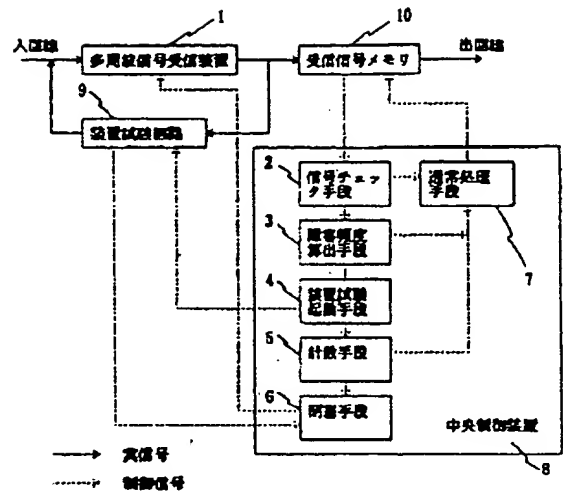 1
10
入回線
多周波信号受信装置
受信信号メモリ
出回線
9
装置試験回路
2
信号チェッ
ク手段
通常処理
手段
3
障害頻度
算出手段
7
4
装置試験
起動手段
5
計数手段
6
閉塞手段
中央制御装置
8
実信号
制御信号